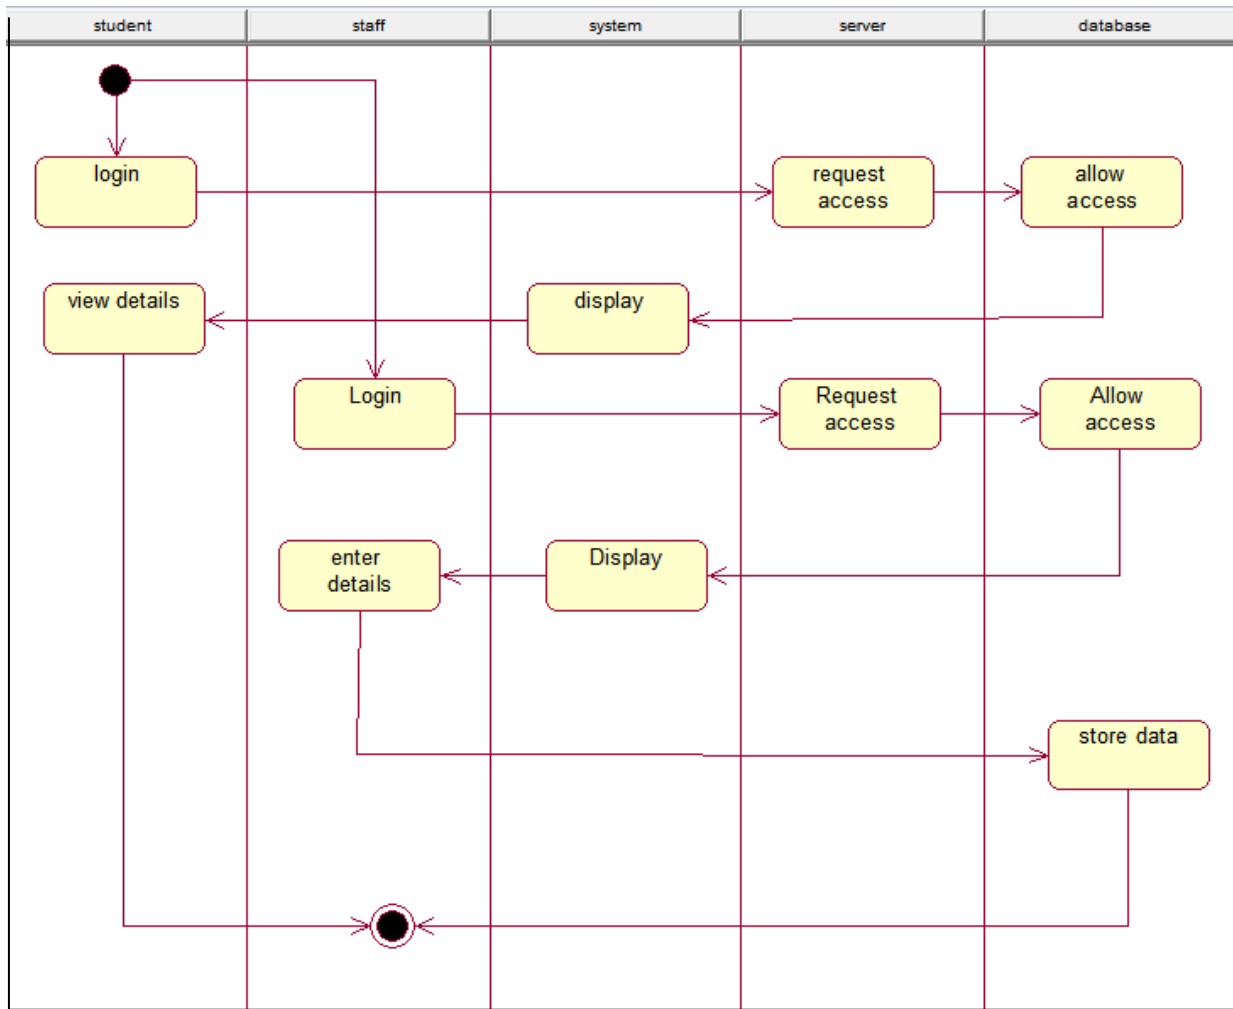 student
staff
system
server
database
login
request
access
allow
access
view details
display
Login
Request
access
Allow
access
enter
details
Display
store data